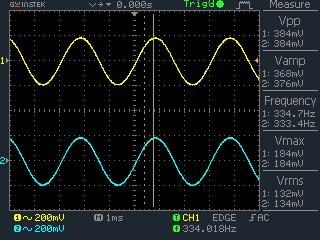 GWINSTEK 0.000s Trig'd Measure
Vpp
1: 384mV
2: 384mV
Vamp
1: 368mV
2: 376mV
Frequency
1: 334.7Hz
2: 333.4Hz
Vmax
1: 184mV
2: 184mV
Vrms
1: 132mV
2: 134mV
1
2
1 200mV M 1ms T CH1 EDGE AC
2 200mV F 334.018Hz